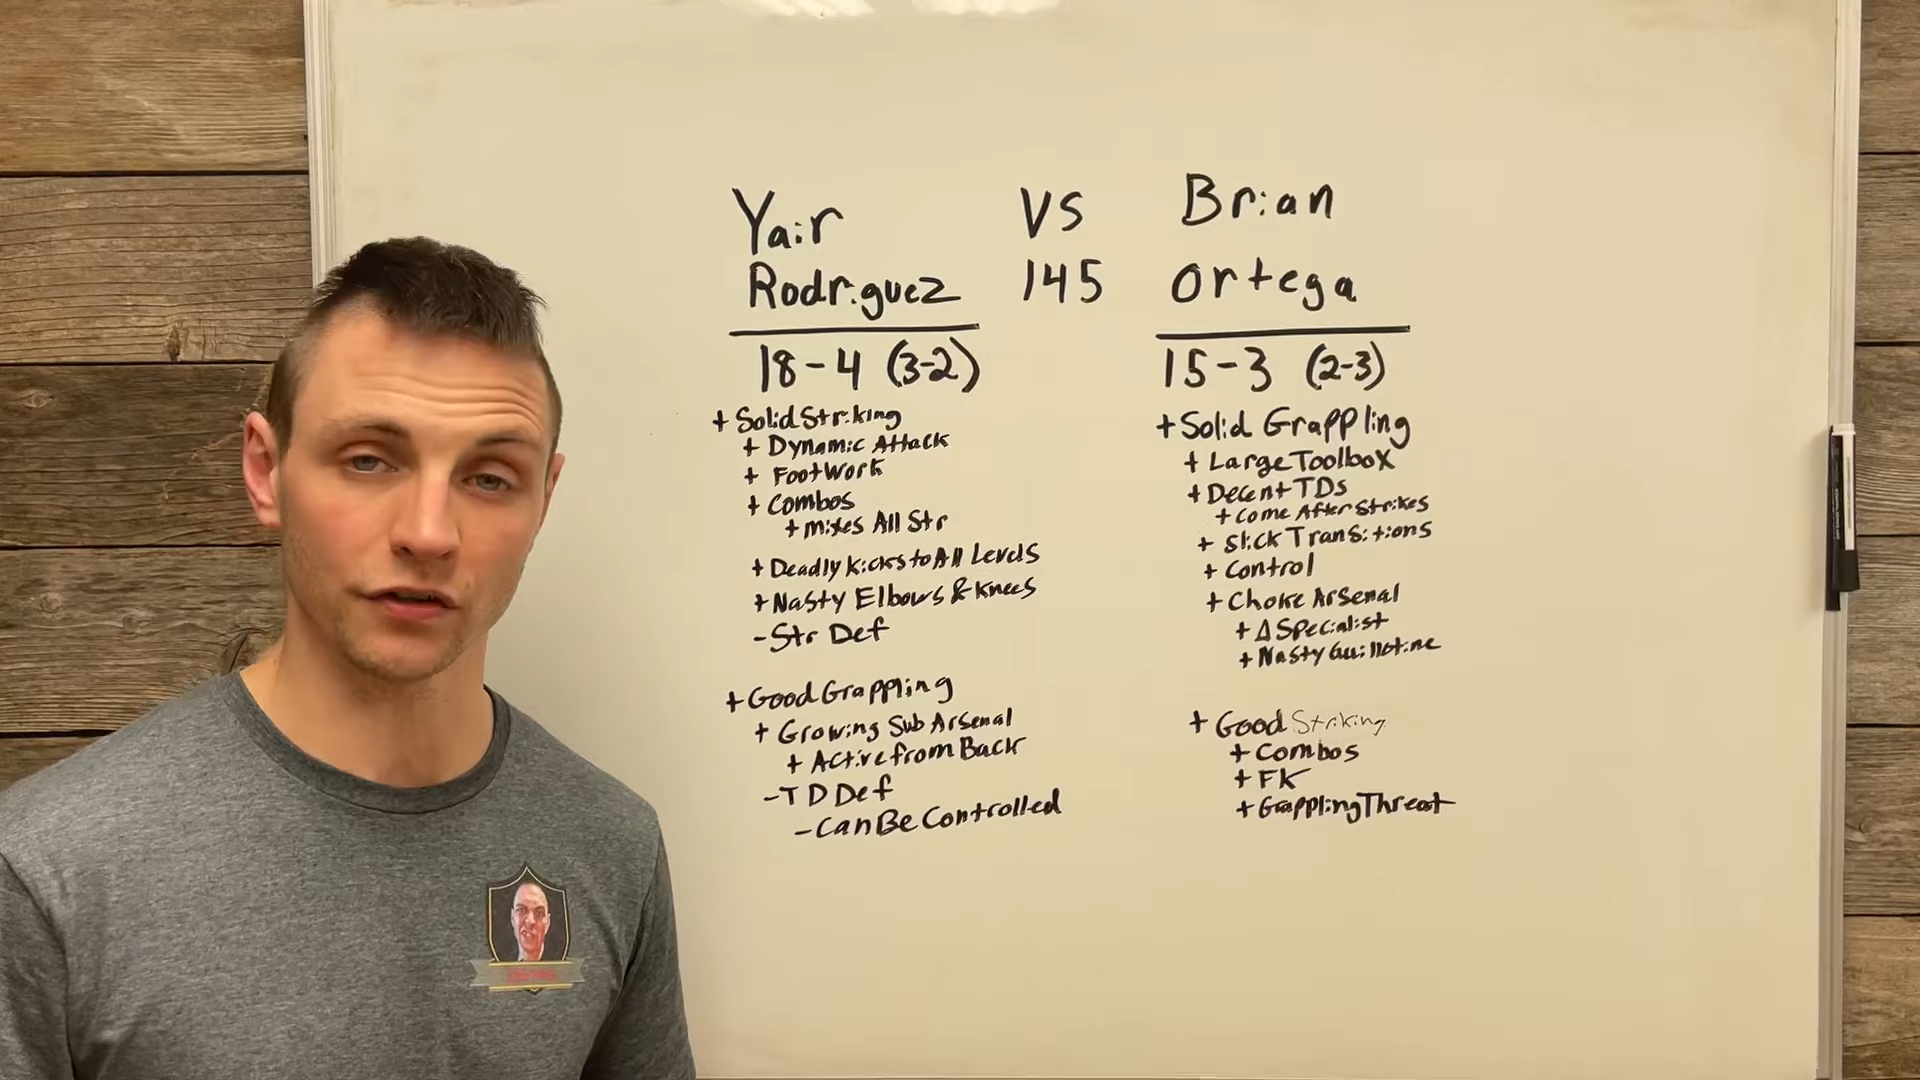 Yair
Rodriguez
18-4 (3-2)
+ Solid Striking
+ Dynamic Attack
+ FootWork
+ Combos
+ mixes All Str
+ Deadly Kicks to All Levels
+ Nasty Elbows & Knees
- Str Def
+ Good Grappling
+ Growing Sub Arsenal
+ Active from Back
- TD Def
- Can Be Controlled
VS
145
Brian
Ortega
15-3 (2-3)
+ Solid Grappling
+ Large Toolbox
+ Decent TDs
+ Come After Strikes
+ Slick Transitions
+ Control
+ Choke Arsenal
+ Δ Specialist
+ Nasty Guillotine
+ Good Striking
+ Combos
+ FK
+ Grappling Threat